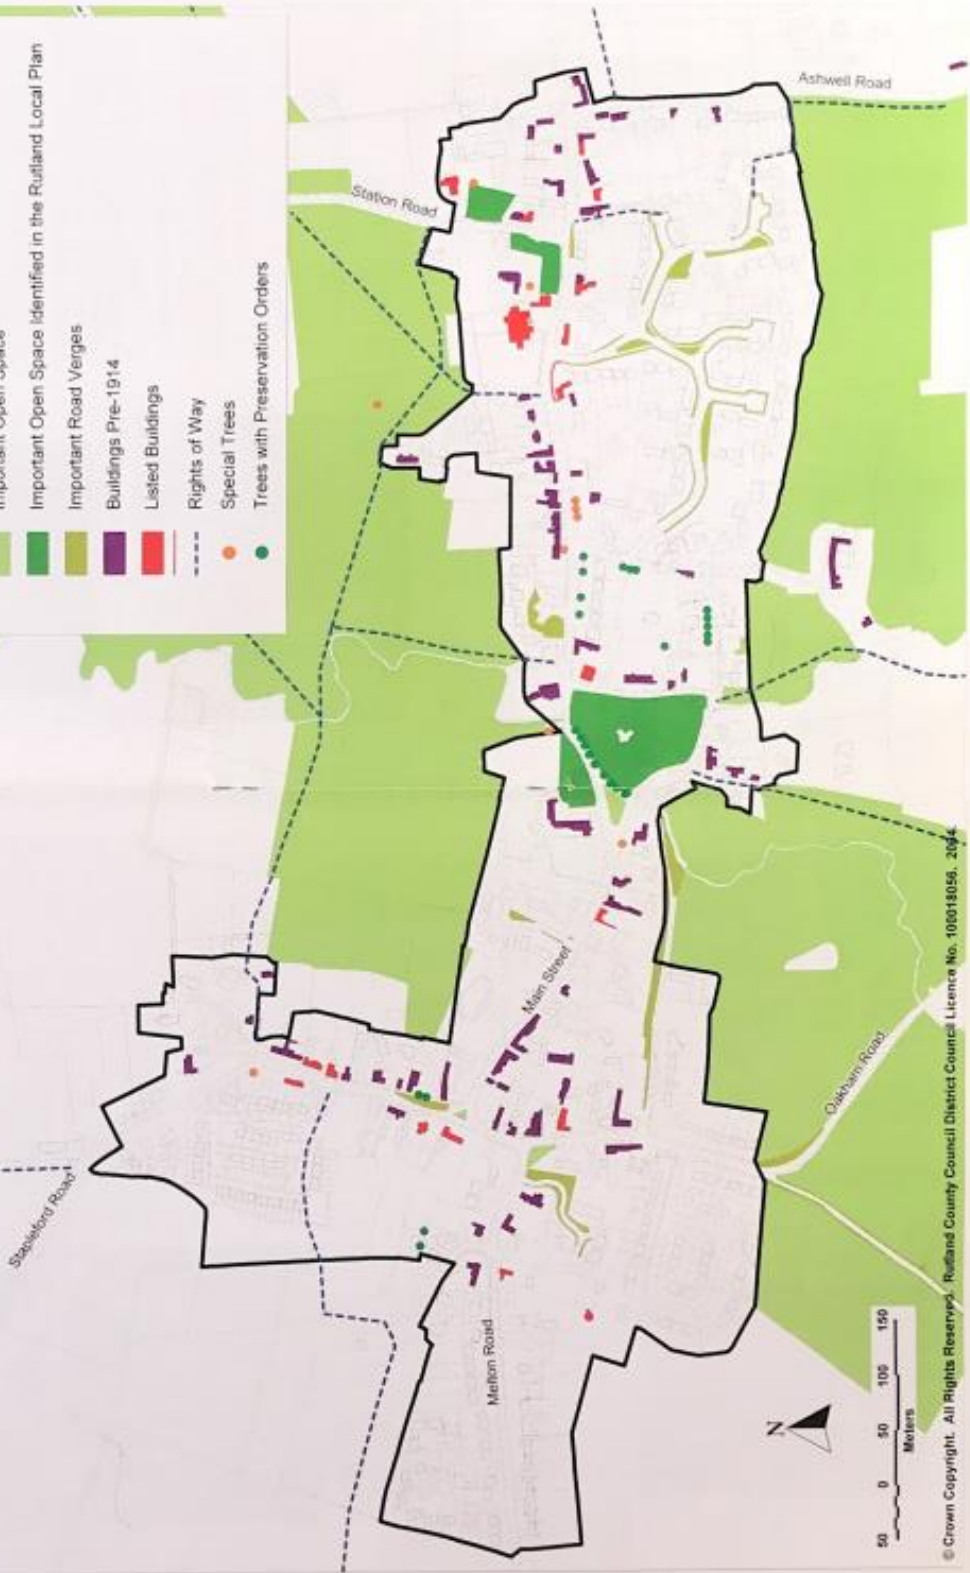 Important Open Space
Important Open Space Identified in the Rutland Local Plan
Important Road Verges
Buildings Pre-1914
Listed Buildings
Rights of Way
Special Trees
Trees with Preservation Orders
Station Road
Ashwell Road
Main Street
Stapleford Road
Melton Road
Oakham Road
N
50 0 50 100 150
Meters
© Crown Copyright. All Rights Reserved. Rutland County Council District Council Licence No. 100018056. 2004.